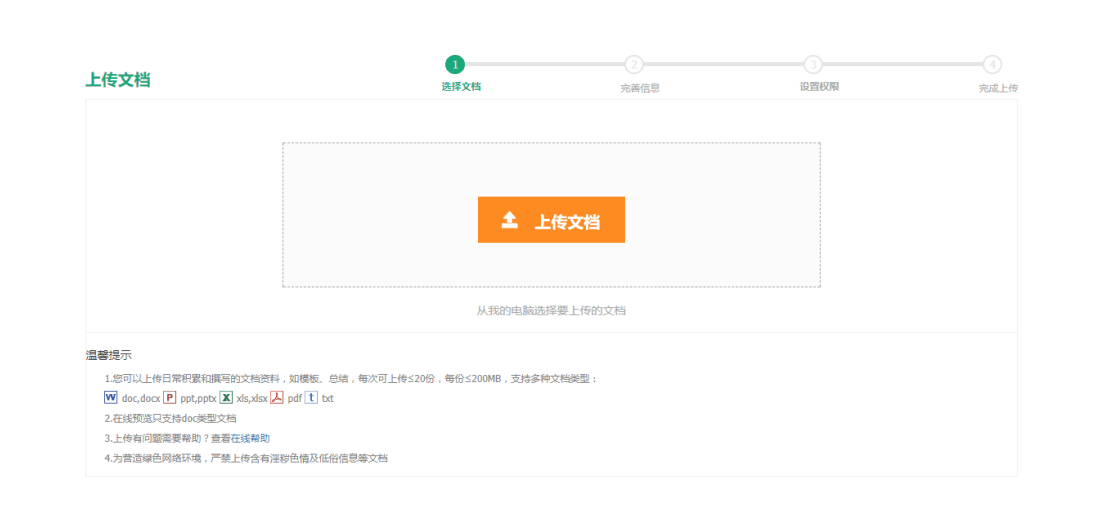 上传文档
1
2
3
4
选择文档
完善信息
设置权限
完成上传
上传文档
从我的电脑选择要上传的文档
温馨提示
1.您可以上传日常积累和撰写的文档资料，如模板、总结，每次可上传≤20份，每份≤200MB，支持多种文档类型：
W doc,docx P ppt,pptx X xls,xlsx pdf t txt
2.在线预览只支持doc类型文档
3.上传有问题需要帮助？查看在线帮助
4.为营造绿色网络环境，严禁上传含有淫秽色情及低俗信息等文档